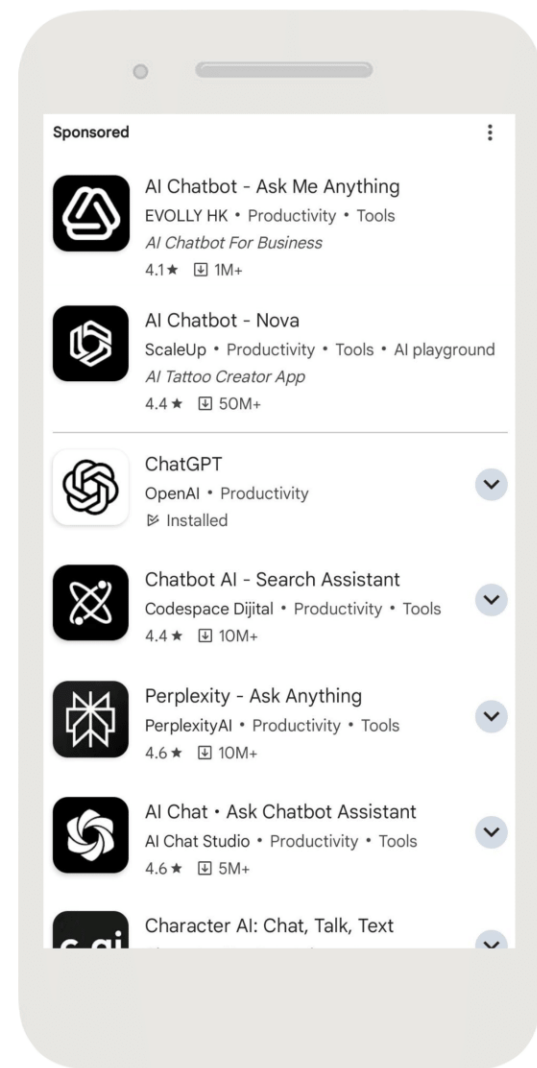 Sponsored
AI Chatbot - Ask Me Anything
EVOLLY HK • Productivity • Tools
AI Chatbot For Business
4.1★ 1M+
AI Chatbot - Nova
ScaleUp • Productivity • Tools • AI playground
AI Tattoo Creator App
4.4★ 50M+
ChatGPT
OpenAI • Productivity
Installed
Chatbot AI - Search Assistant
Codespace Dijital • Productivity • Tools
4.4★ 10M+
Perplexity - Ask Anything
PerplexityAI • Productivity • Tools
4.6★ 10M+
AI Chat • Ask Chatbot Assistant
AI Chat Studio • Productivity • Tools
4.6★ 5M+
Character AI: Chat, Talk, Text
c.ai